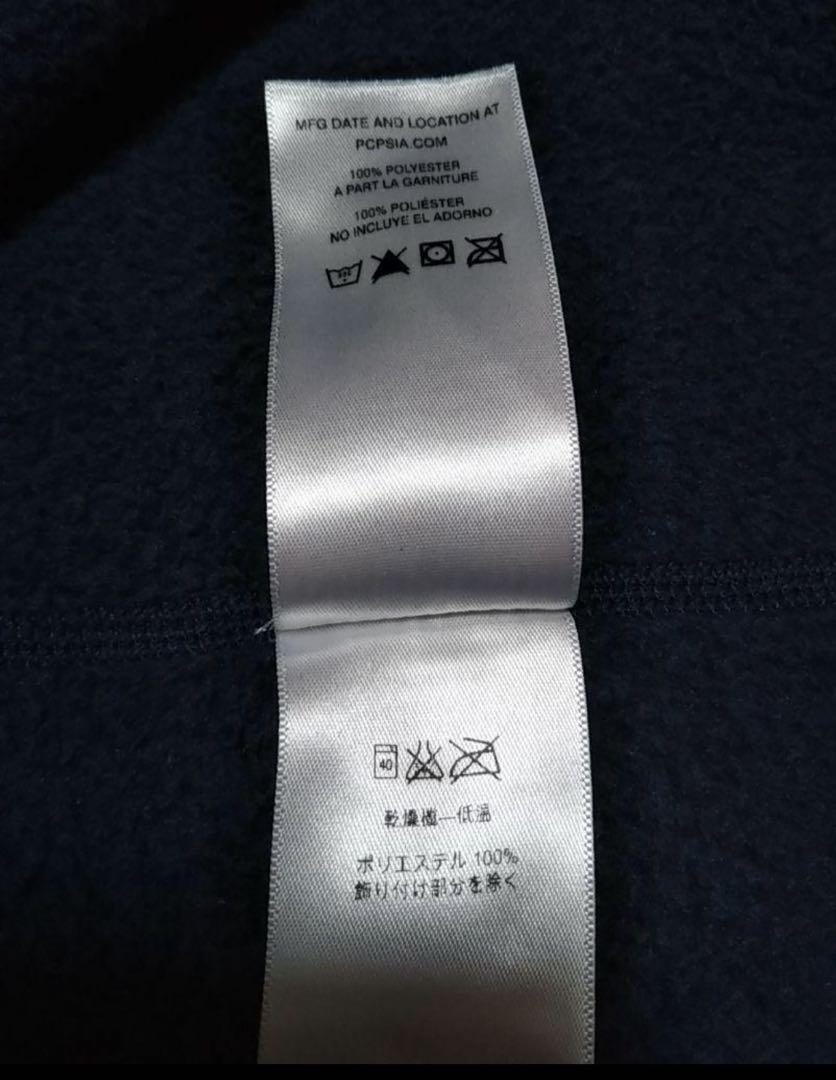 MFG DATE AND LOCATION AT
PCPSIA.COM
100% POLYESTER
A PART LA GARNITURE
100% POLIÉSTER
NO INCLUYE EL ADORNO
40
乾燥機—低温
ポリエステル 100%
飾り付け部分を除く